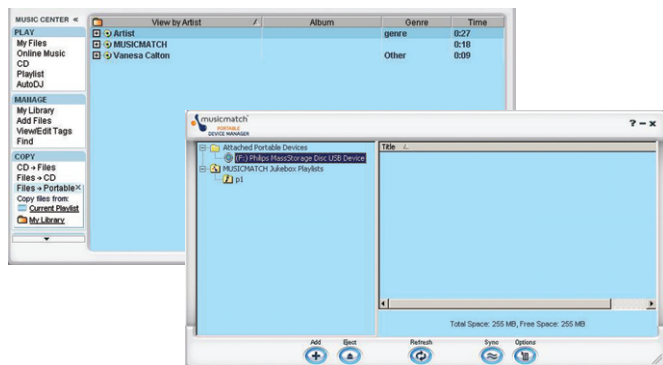 MUSIC CENTER «
PLAY
My Files
Online Music
CD
Playlist
AutoDJ
MANAGE
My Library
Add Files
View/Edit Tags
Find
COPY
CD → Files
Files → CD
Files → Portable×
Copy files from:
Current Playlist
My Library
View by Artist / Album Genre Time
Artist genre 0:27
MUSICMATCH 0:18
Vanesa Calton Other 0:09
musicmatch
PORTABLE
DEVICE MANAGER
? – x
Attached Portable Devices
(F:) Philips MassStorage Disc USB Device
MUSICMATCH Jukebox Playlists
p1
Title
Total Space: 255 MB, Free Space: 255 MB
Add Eject Refresh Sync Options